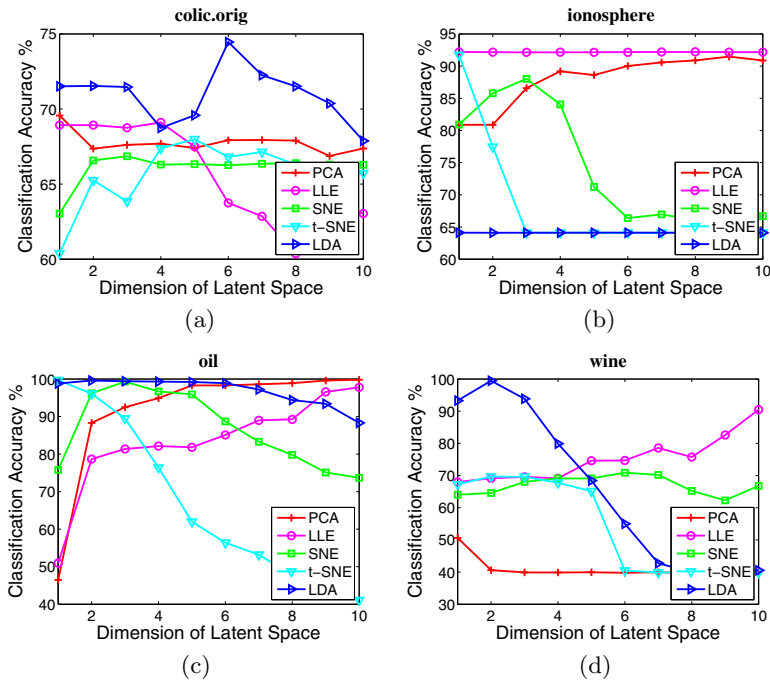 colic.orig
Classification Accuracy %
75
70
65
60
2 4 6 8 10
Dimension of Latent Space
PCA
LLE
SNE
t−SNE
LDA
(a)
ionosphere
Classification Accuracy %
95
90
85
80
75
70
65
60
2 4 6 8 10
Dimension of Latent Space
PCA
LLE
SNE
t−SNE
LDA
(b)
oil
Classification Accuracy %
100
90
80
70
60
50
40
2 4 6 8 10
Dimension of Latent Space
PCA
LLE
SNE
t−SNE
LDA
(c)
wine
Classification Accuracy %
100
90
80
70
60
50
40
30
2 4 6 8 10
Dimension of Latent Space
PCA
LLE
SNE
t−SNE
LDA
(d)